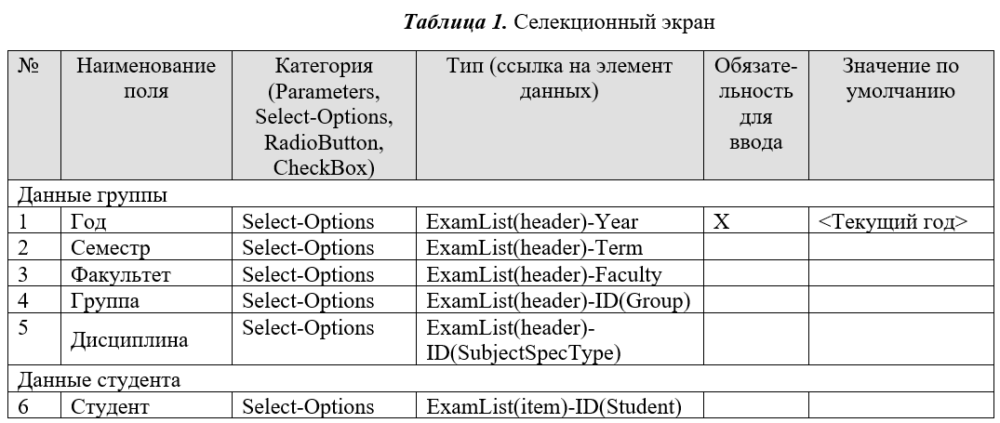 Таблица 1. Селекционный экран
№ Наименование поля Категория (Parameters, Select-Options, RadioButton, CheckBox) Тип (ссылка на элемент данных) Обязате-льность для ввода Значение по умолчанию
Данные группы
1 Год Select-Options ExamList(header)-Year X <Текущий год>
2 Семестр Select-Options ExamList(header)-Term
3 Факультет Select-Options ExamList(header)-Faculty
4 Группа Select-Options ExamList(header)-ID(Group)
5 Дисциплина Select-Options ExamList(header)-ID(SubjectSpecType)
Данные студента
6 Студент Select-Options ExamList(item)-ID(Student)